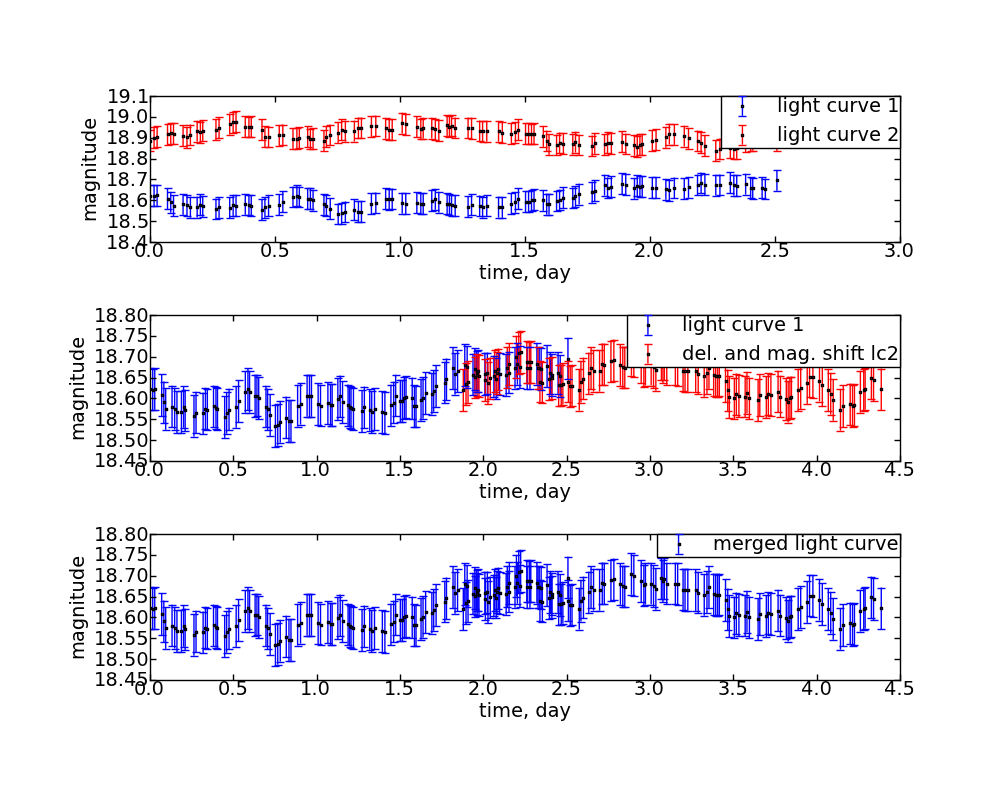 19.1
19.0
18.9
18.8
18.7
18.6
18.5
18.4
magnitude
light curve 1
light curve 2
0.0 0.5 1.0 1.5 2.0 2.5 3.0
time, day
18.80
18.75
18.70
18.65
18.60
18.55
18.50
18.45
magnitude
light curve 1
del. and mag. shift lc2
0.0 0.5 1.0 1.5 2.0 2.5 3.0 3.5 4.0 4.5
time, day
18.80
18.75
18.70
18.65
18.60
18.55
18.50
18.45
magnitude
merged light curve
0.0 0.5 1.0 1.5 2.0 2.5 3.0 3.5 4.0 4.5
time, day